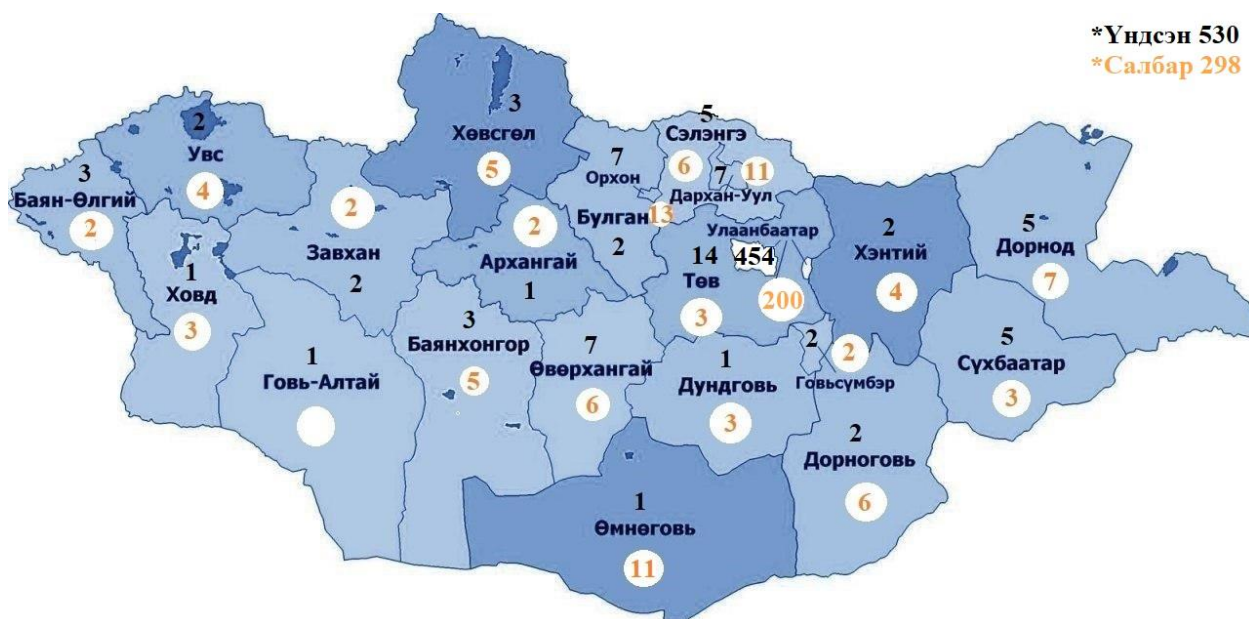 *Үндсэн 530
*Салбар 298
2
Увс
4
3
Баян-Өлгий
2
1
Ховд
3
2
Завхан
2
1
Говь-Алтай
3
Хөвсгөл
5
2
Архангай
1
3
Баянхонгор
5
7
Өвөрхангай
6
7
Орхон
13
Булган
2
5
Сэлэнгэ
6
7
11
Дархан-Уул
Улаанбаатар
454
200
14
Төв
3
1
Дундговь
3
2
2
Говьсүмбэр
2
Хэнтий
4
5
Дорнод
7
5
Сүхбаатар
3
2
Дорноговь
6
1
Өмнөговь
11